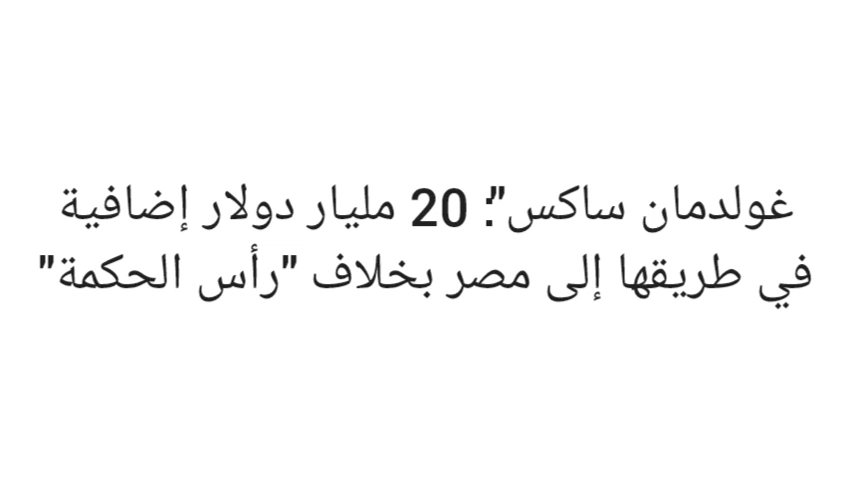 غولدمان ساكس": 20 مليار دولار إضافية
في طريقها إلى مصر بخلاف "رأس الحكمة"